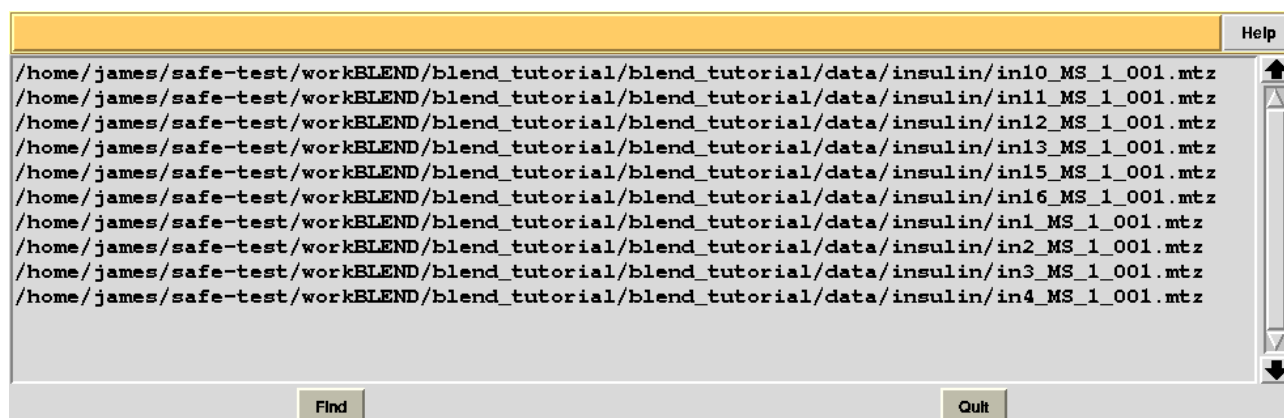 Help
/home/james/safe-test/workBLEND/blend_tutorial/blend_tutorial/data/insulin/in10_MS_1_001.mtz
/home/james/safe-test/workBLEND/blend_tutorial/blend_tutorial/data/insulin/in11_MS_1_001.mtz
/home/james/safe-test/workBLEND/blend_tutorial/blend_tutorial/data/insulin/in12_MS_1_001.mtz
/home/james/safe-test/workBLEND/blend_tutorial/blend_tutorial/data/insulin/in13_MS_1_001.mtz
/home/james/safe-test/workBLEND/blend_tutorial/blend_tutorial/data/insulin/in15_MS_1_001.mtz
/home/james/safe-test/workBLEND/blend_tutorial/blend_tutorial/data/insulin/in16_MS_1_001.mtz
/home/james/safe-test/workBLEND/blend_tutorial/blend_tutorial/data/insulin/in1_MS_1_001.mtz
/home/james/safe-test/workBLEND/blend_tutorial/blend_tutorial/data/insulin/in2_MS_1_001.mtz
/home/james/safe-test/workBLEND/blend_tutorial/blend_tutorial/data/insulin/in3_MS_1_001.mtz
/home/james/safe-test/workBLEND/blend_tutorial/blend_tutorial/data/insulin/in4_MS_1_001.mtz
Find Quit